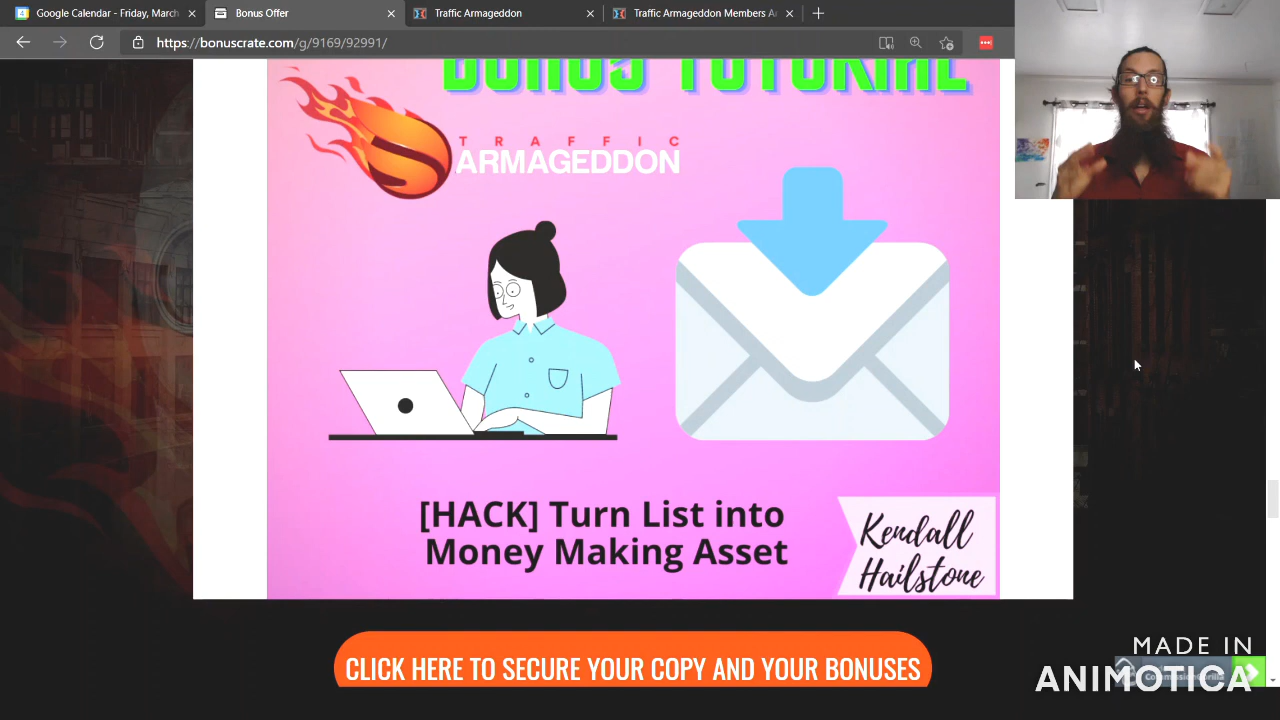 Google Calendar - Friday, March
Bonus Offer
Traffic Armageddon
Traffic Armageddon Members A
https://bonuscrate.com/g/9169/92991/
BONUS TUTORIAL
TRAFFIC
ARMAGEDDON
[HACK] Turn List into
Money Making Asset
Kendall
Hailstone
CLICK HERE TO SECURE YOUR COPY AND YOUR BONUSES
MADE IN
ANIMOTICA